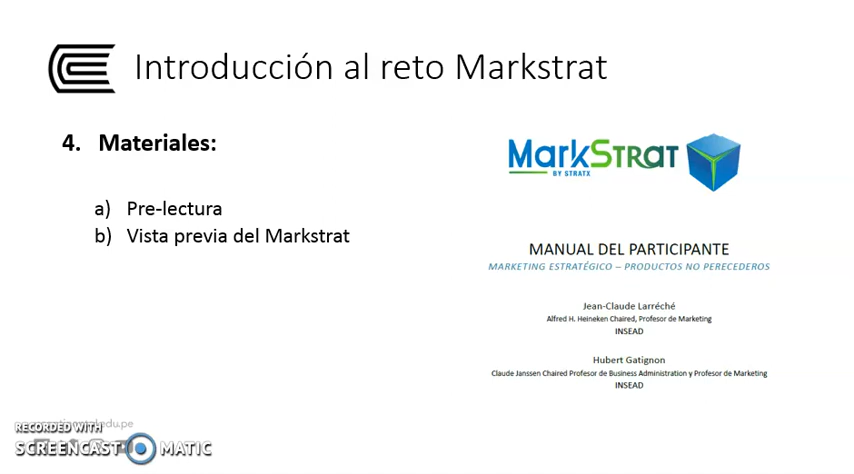 Introducción al reto Markstrat
4. Materiales:
a) Pre-lectura
b) Vista previa del Markstrat
MARKSTRAT
BY STRATX
MANUAL DEL PARTICIPANTE
MARKETING ESTRATÉGICO – PRODUCTOS NO PERECEDEROS
Jean-Claude Larréché
Alfred H. Heineken Chaired, Profesor de Marketing
INSEAD
Hubert Gatignon
Claude Janssen Chaired Profesor de Business Administration y Profesor de Marketing
INSEAD
RECORDED WITH
SCREENCAST MATIC